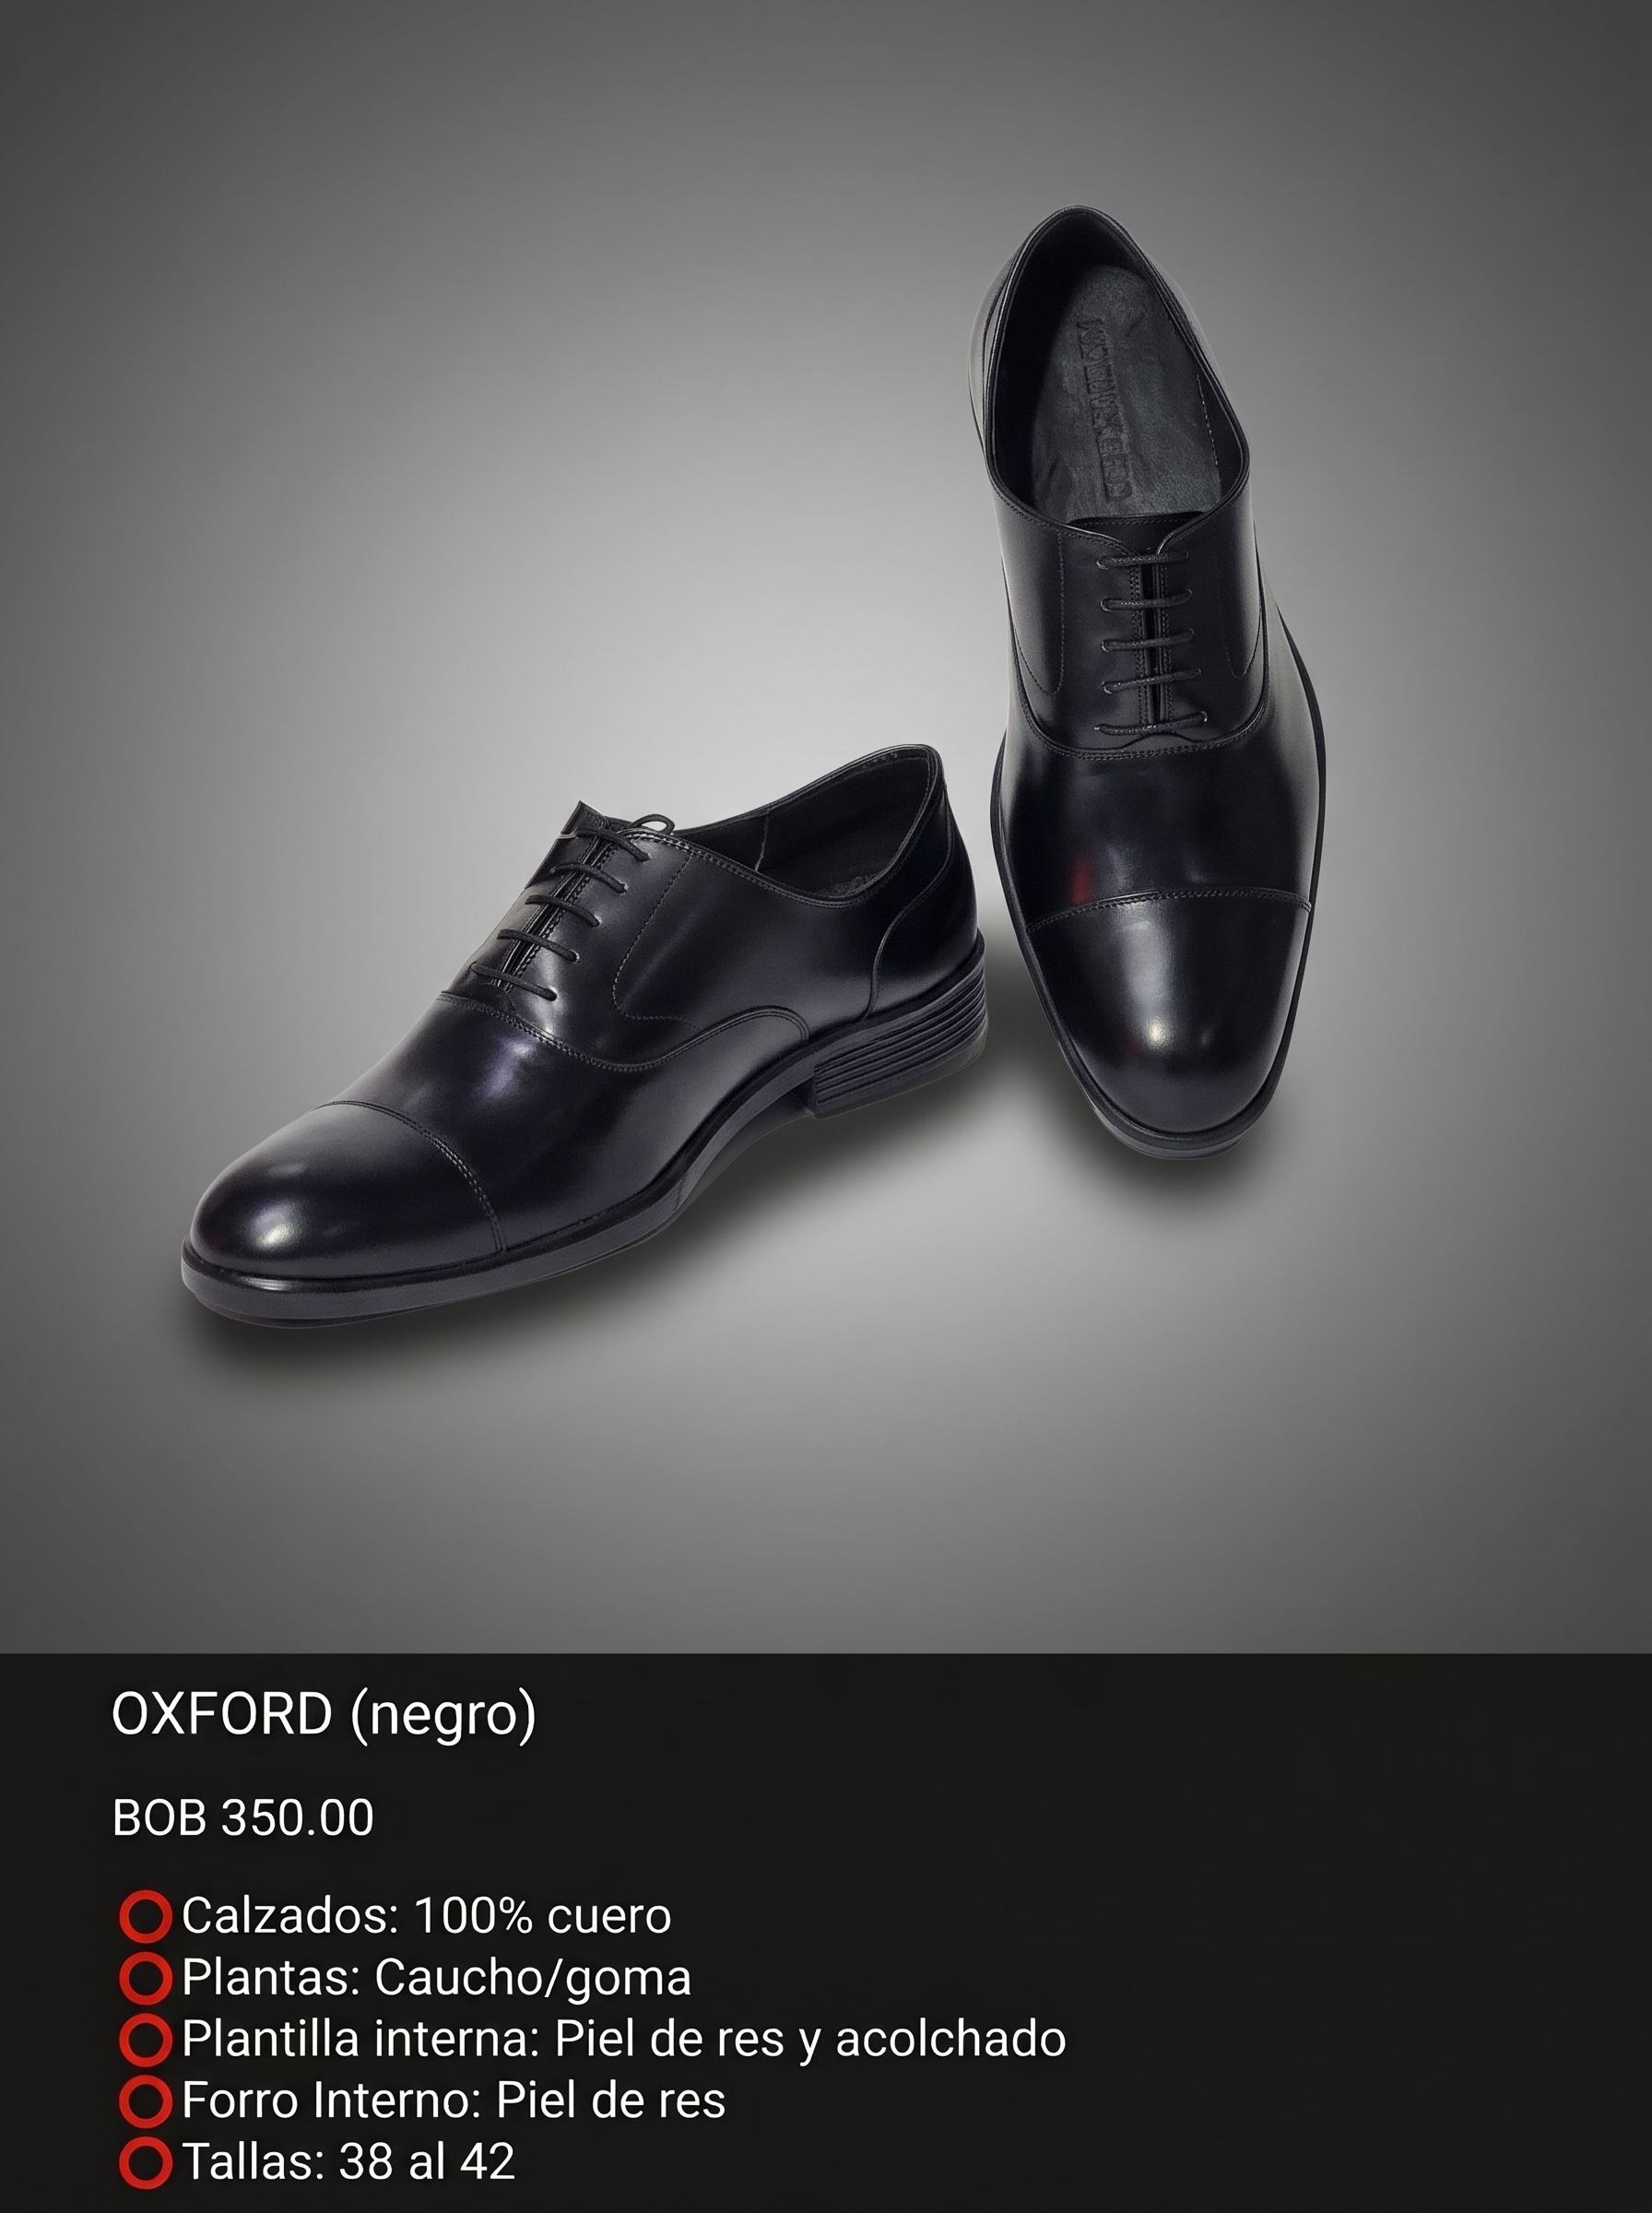 OXFORD (negro)
BOB 350.00
Calzados: 100% cuero
Plantas: Caucho/goma
Plantilla interna: Piel de res y acolchado
Forro Interno: Piel de res
Tallas: 38 al 42